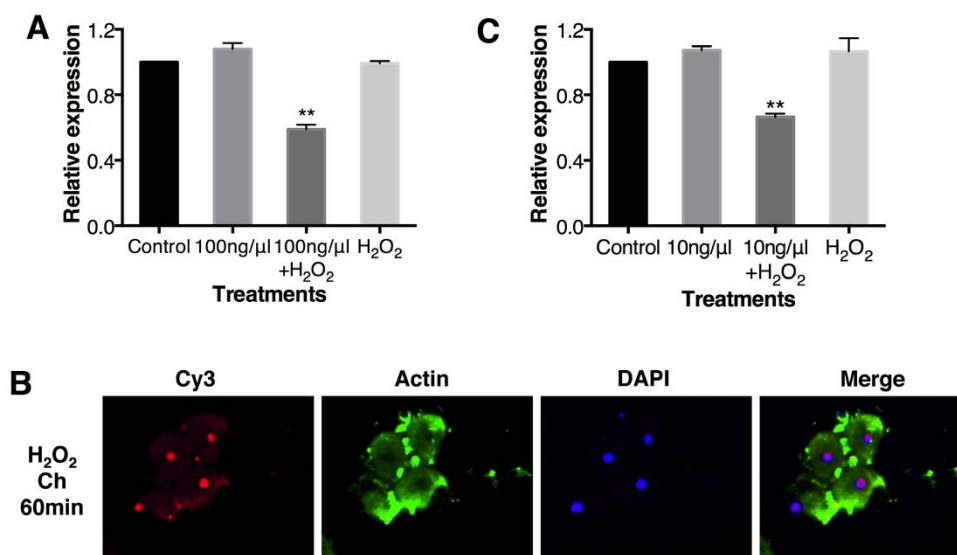 A
Relative expression
1.2
0.8
0.4
0.0
Control 100ng/µl 100ng/µl H₂O₂
+H₂O₂
Treatments
**
C
Relative expression
1.2
0.8
0.4
0.0
Control 10ng/µl 10ng/µl H₂O₂
+H₂O₂
Treatments
**
B
Cy3 Actin DAPI Merge
H₂O₂
Ch
60min